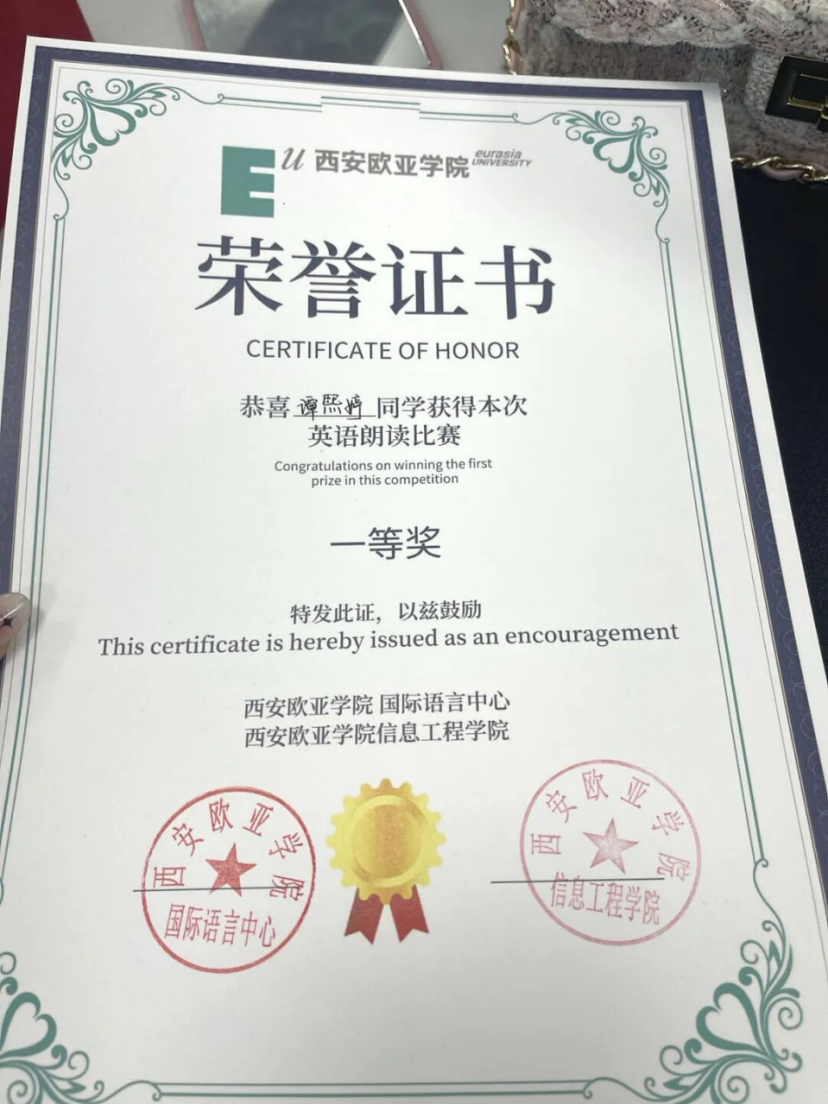 EU 西安欧亚学院 eurasia UNIVERSITY
荣誉证书
CERTIFICATE OF HONOR
恭喜 谭熙婷 同学获得本次
英语朗读比赛
Congratulations on winning the first
prize in this competition
一等奖
特发此证，以兹鼓励
This certificate is hereby issued as an encouragement
西安欧亚学院 国际语言中心
西安欧亚学院信息工程学院
西安欧亚学院
国际语言中心
西安欧亚学院
信息工程学院